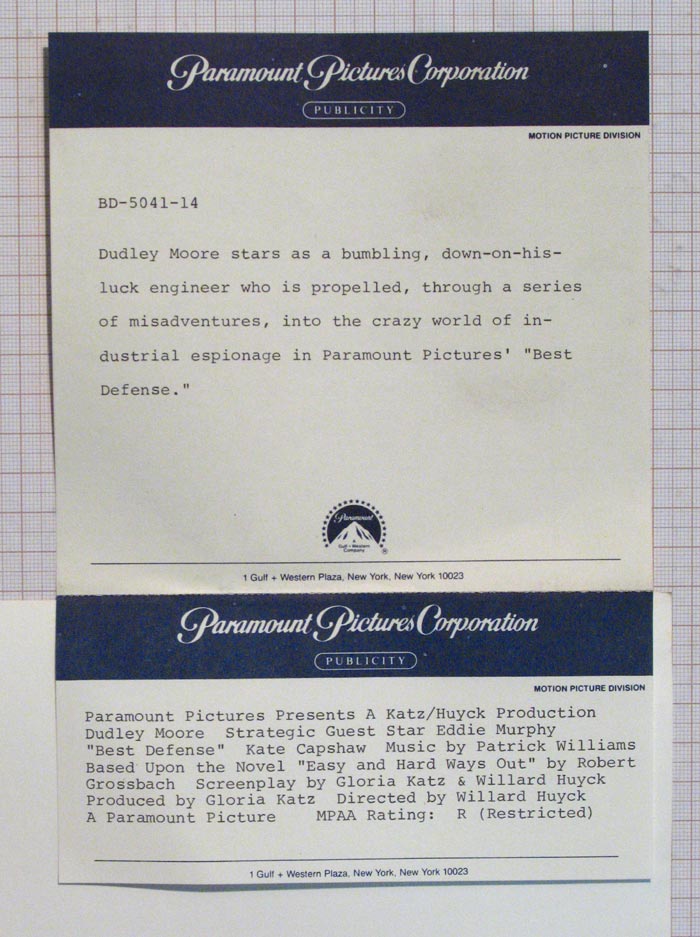 Paramount Pictures Corporation
PUBLICITY
MOTION PICTURE DIVISION
BD-5041-14
Dudley Moore stars as a bumbling, down-on-his-
luck engineer who is propelled, through a series
of misadventures, into the crazy world of in-
dustrial espionage in Paramount Pictures' "Best
Defense."
Paramount
A
Gulf + Western
Company
®
1 Gulf + Western Plaza, New York, New York 10023
Paramount Pictures Corporation
PUBLICITY
MOTION PICTURE DIVISION
Paramount Pictures Presents A Katz/Huyck Production
Dudley Moore  Strategic Guest Star Eddie Murphy
"Best Defense"  Kate Capshaw  Music by Patrick Williams
Based Upon the Novel "Easy and Hard Ways Out" by Robert
Grossbach  Screenplay by Gloria Katz & Willard Huyck
Produced by Gloria Katz  Directed by Willard Huyck
A Paramount Picture    MPAA Rating:  R (Restricted)
1 Gulf + Western Plaza, New York, New York 10023